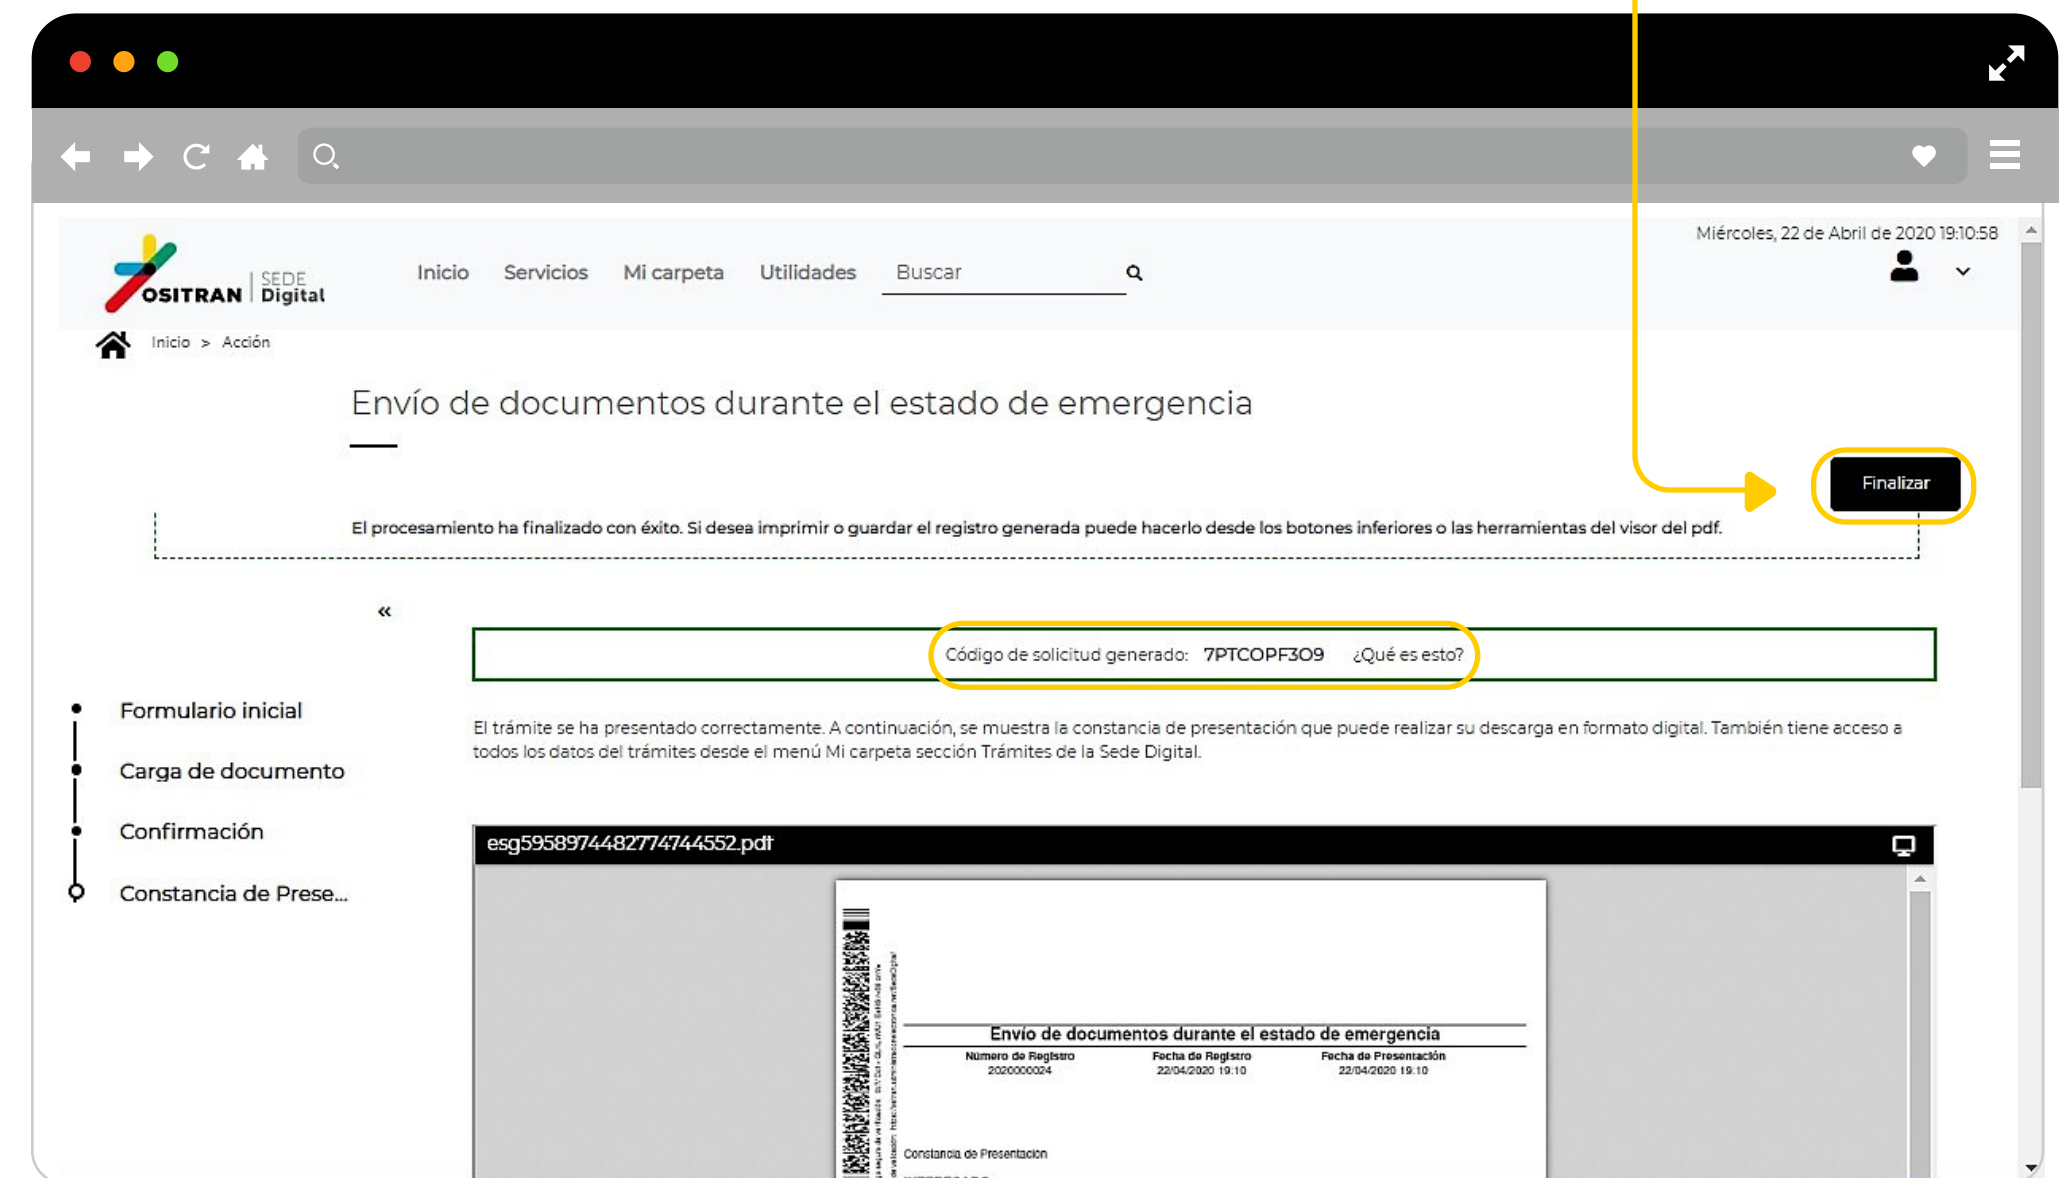 Miércoles, 22 de Abril de 2020 19:10:58
OSITRAN SEDE Digital
Inicio Servicios Mi carpeta Utilidades Buscar
Inicio > Acción
Envío de documentos durante el estado de emergencia
Finalizar
El procesamiento ha finalizado con éxito. Si desea imprimir o guardar el registro generada puede hacerlo desde los botones inferiores o las herramientas del visor del pdf.
«
Código de solicitud generado: 7PTCOPF3O9 ¿Qué es esto?
Formulario inicial
Carga de documento
Confirmación
Constancia de Prese...
El trámite se ha presentado correctamente. A continuación, se muestra la constancia de presentación que puede realizar su descarga en formato digital. También tiene acceso a
todos los datos del trámites desde el menú Mi carpeta sección Trámites de la Sede Digital.
esg5958974482774744552.pdf
Envío de documentos durante el estado de emergencia
Número de Registro Fecha de Registro Fecha de Presentación
2020000024 22/04/2020 19:10 22/04/2020 19:10
Constancia de Presentación